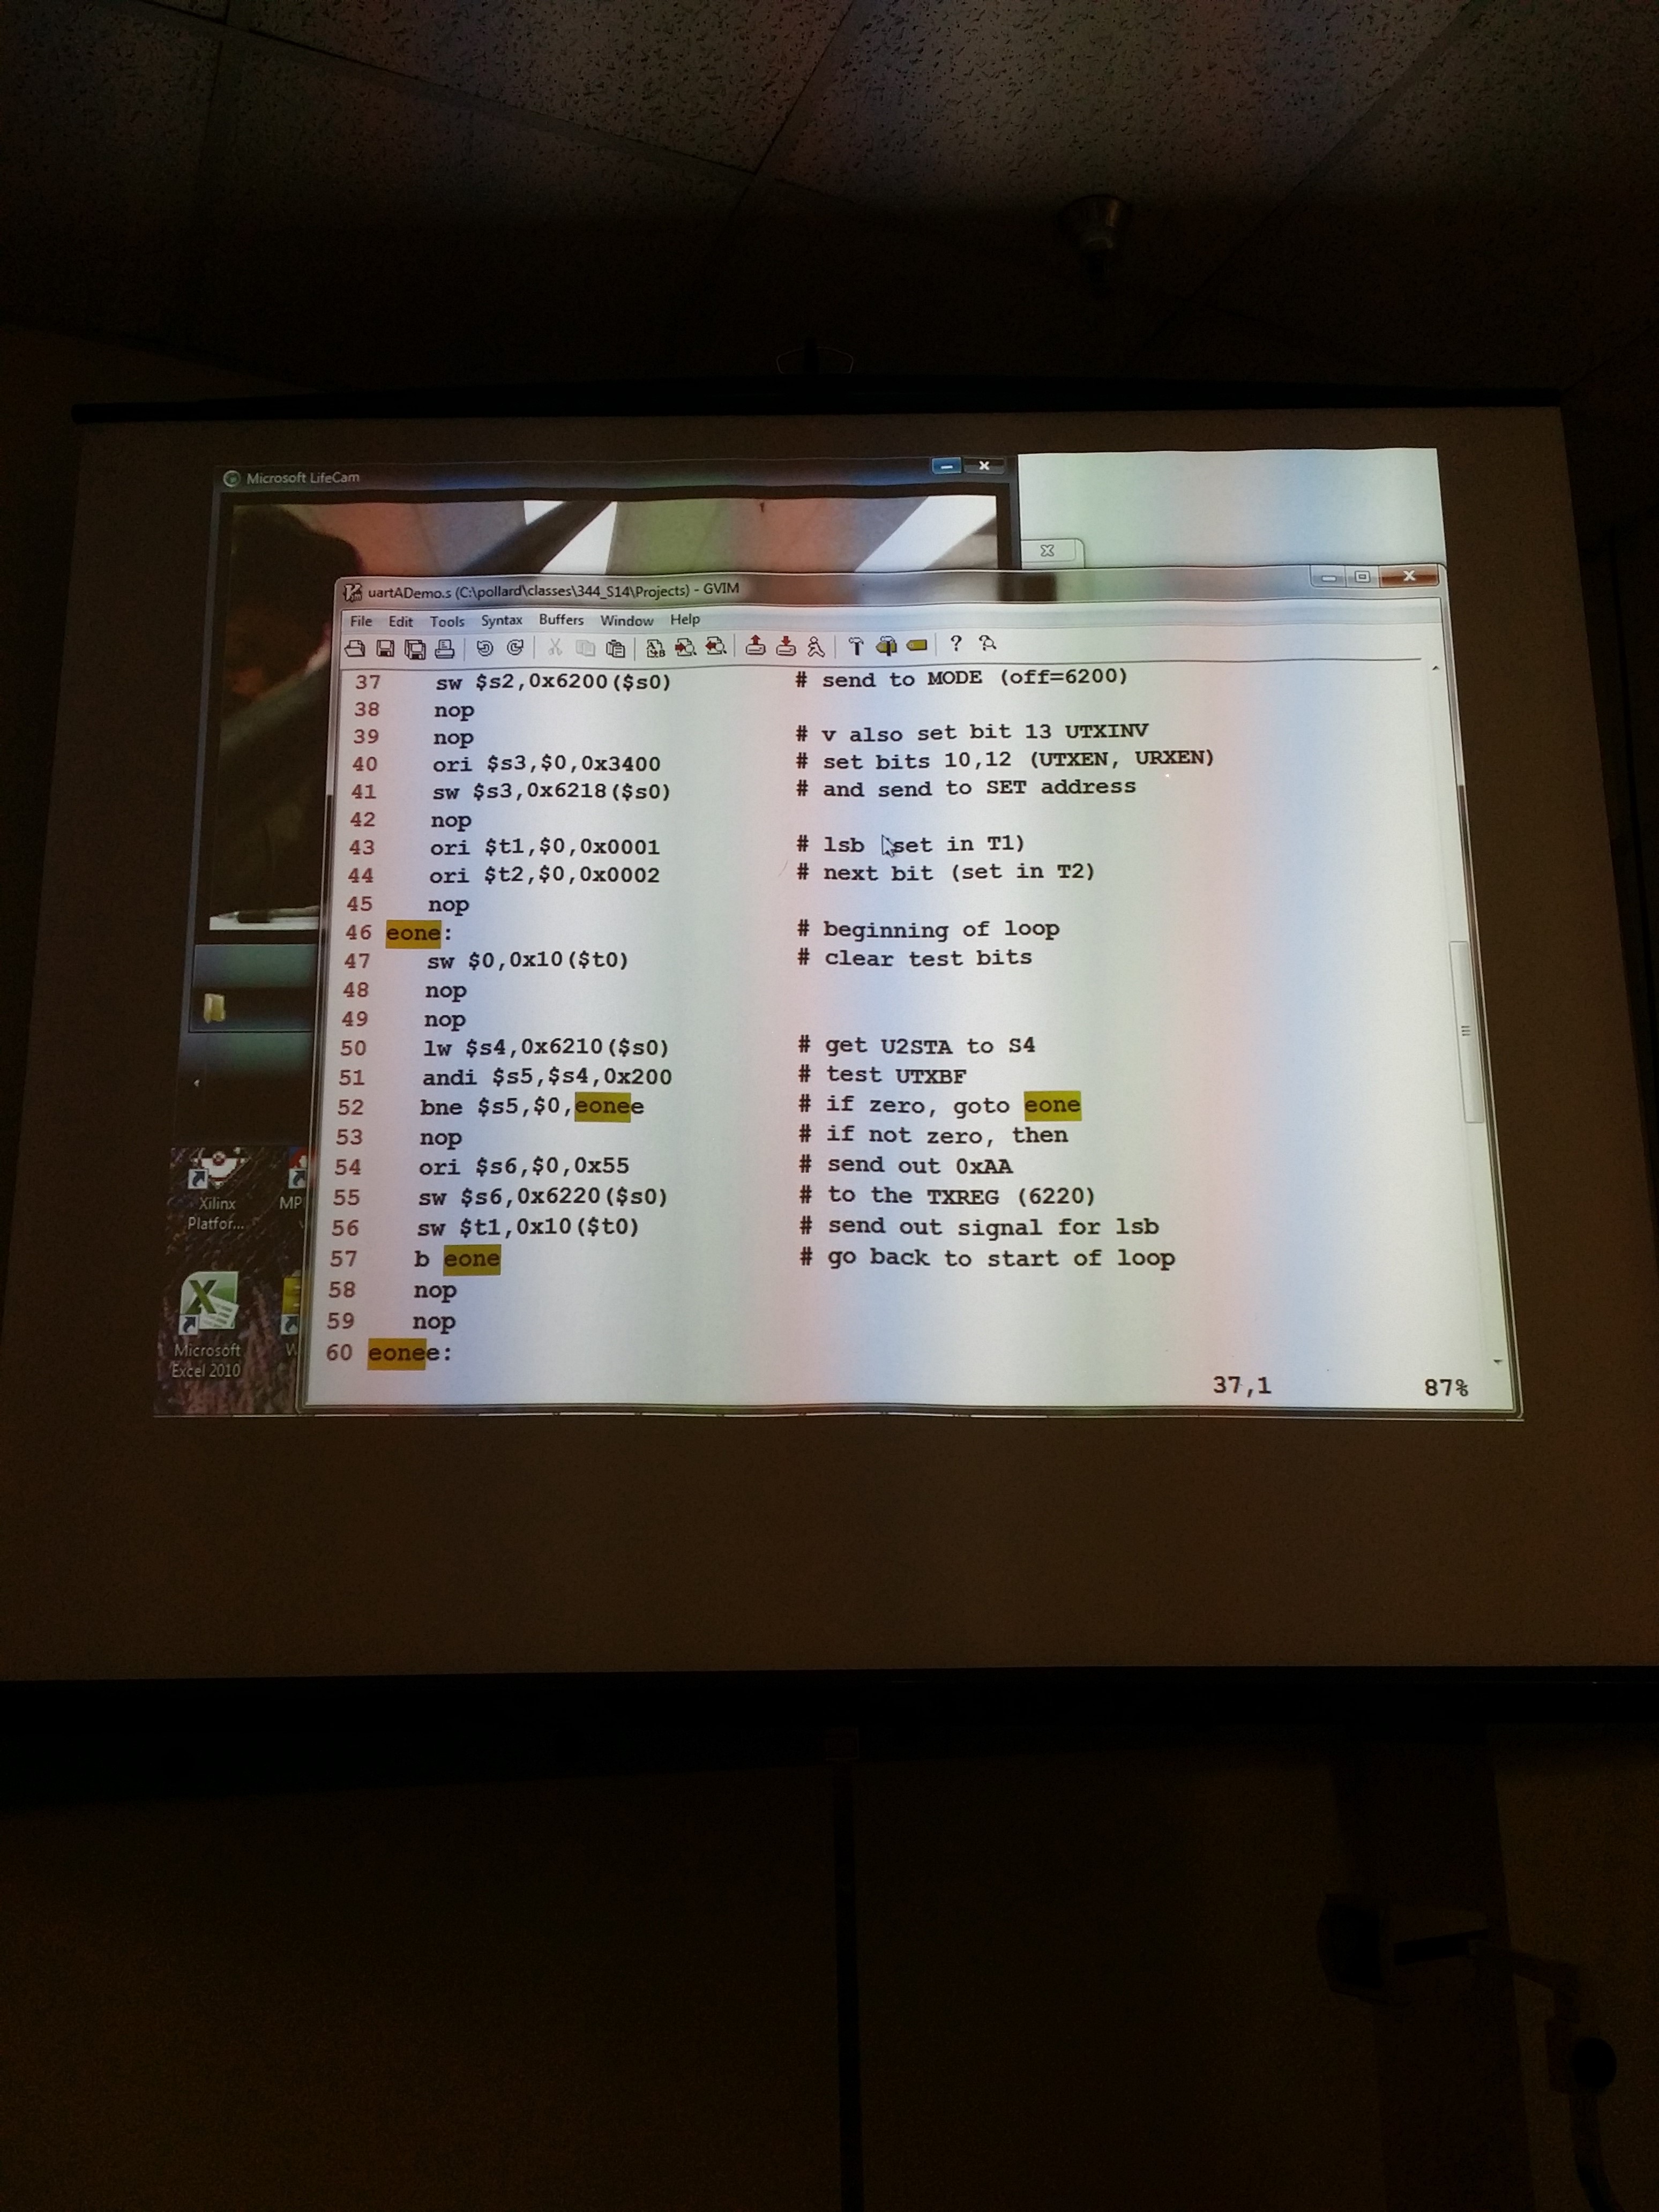 Microsoft LifeCam
uartADemo.s (C:\pollard\classes\344_S14\Projects) - GVIM
File Edit Tools Syntax Buffers Window Help
37 sw $s2,0x6200($s0) # send to MODE (off=6200)
38 nop
39 nop # v also set bit 13 UTXINV
40 ori $s3,$0,0x3400 # set bits 10,12 (UTXEN, URXEN)
41 sw $s3,0x6218($s0) # and send to SET address
42 nop
43 ori $t1,$0,0x0001 # lsb (set in T1)
44 ori $t2,$0,0x0002 # next bit (set in T2)
45 nop
46 eone: # beginning of loop
47 sw $0,0x10($t0) # clear test bits
48 nop
49 nop
50 lw $s4,0x6210($s0) # get U2STA to S4
51 andi $s5,$s4,0x200 # test UTXBF
52 bne $s5,$0,eonee # if zero, goto eone
53 nop # if not zero, then
54 ori $s6,$0,0x55 # send out 0xAA
55 sw $s6,0x6220($s0) # to the TXREG (6220)
56 sw $t1,0x10($t0) # send out signal for lsb
57 b eone # go back to start of loop
58 nop
59 nop
60 eonee:
37,1 87%
Xilinx
Platfor...
MP
Microsoft
Excel 2010
W